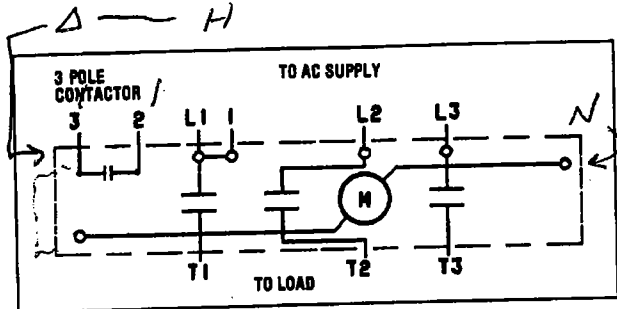 Δ — H
3 POLE
TO AC SUPPLY
CONTACTOR /
3 2 L1 1 L2 L3 N
M
T1 T2 T3
TO LOAD